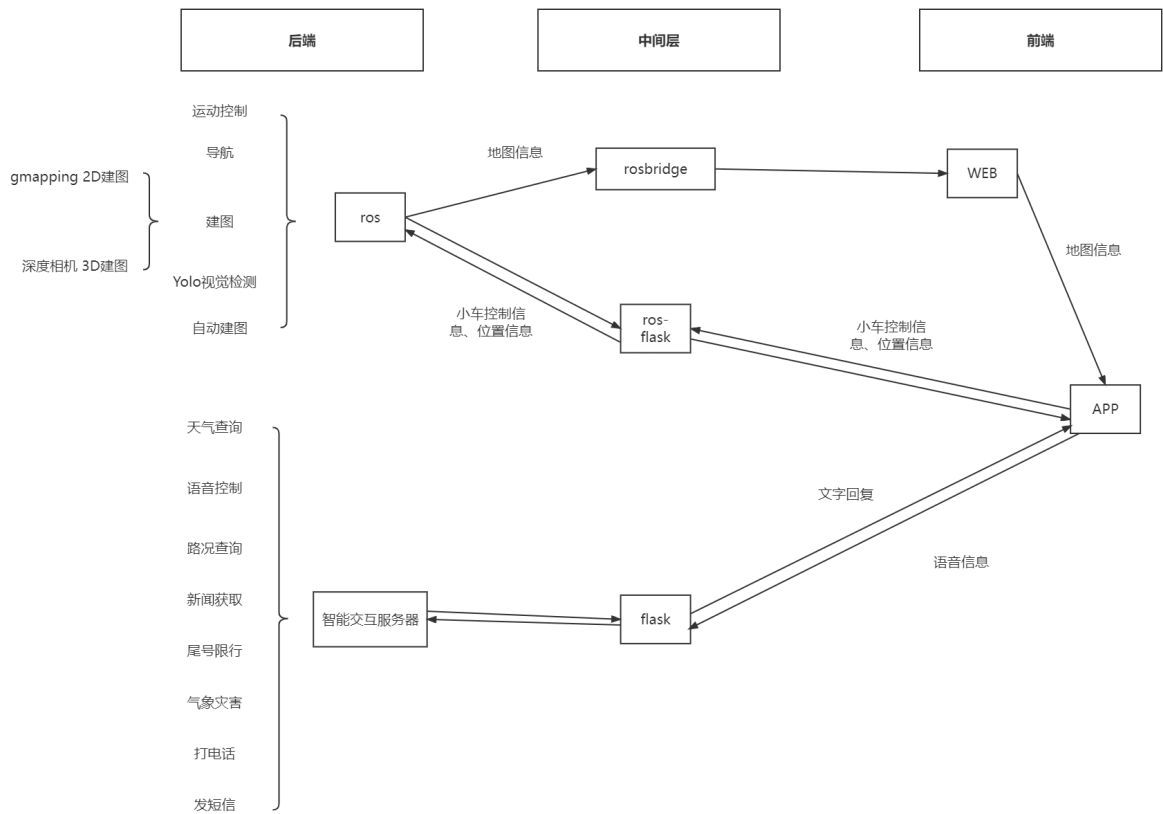 后端
中间层
前端
运动控制
导航
gmapping 2D建图
建图
深度相机 3D建图
Yolo视觉检测
自动建图
ros
地图信息
rosbridge
WEB
地图信息
小车控制信
息、位置信息
ros-
flask
小车控制信
息、位置信息
APP
天气查询
语音控制
路况查询
新闻获取
尾号限行
气象灾害
打电话
发短信
智能交互服务器
flask
文字回复
语音信息